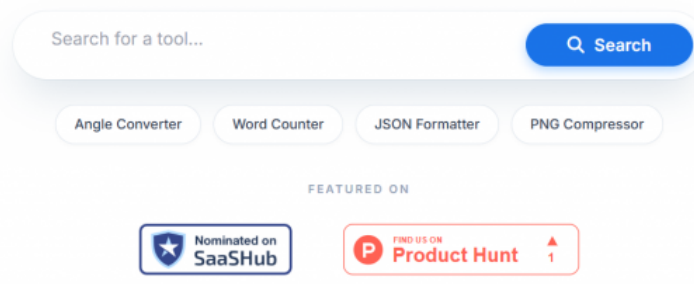 Search for a tool...
Search
Angle Converter
Word Counter
JSON Formatter
PNG Compressor
FEATURED ON
Nominated on
SaaSHub
P
FIND US ON
Product Hunt
1